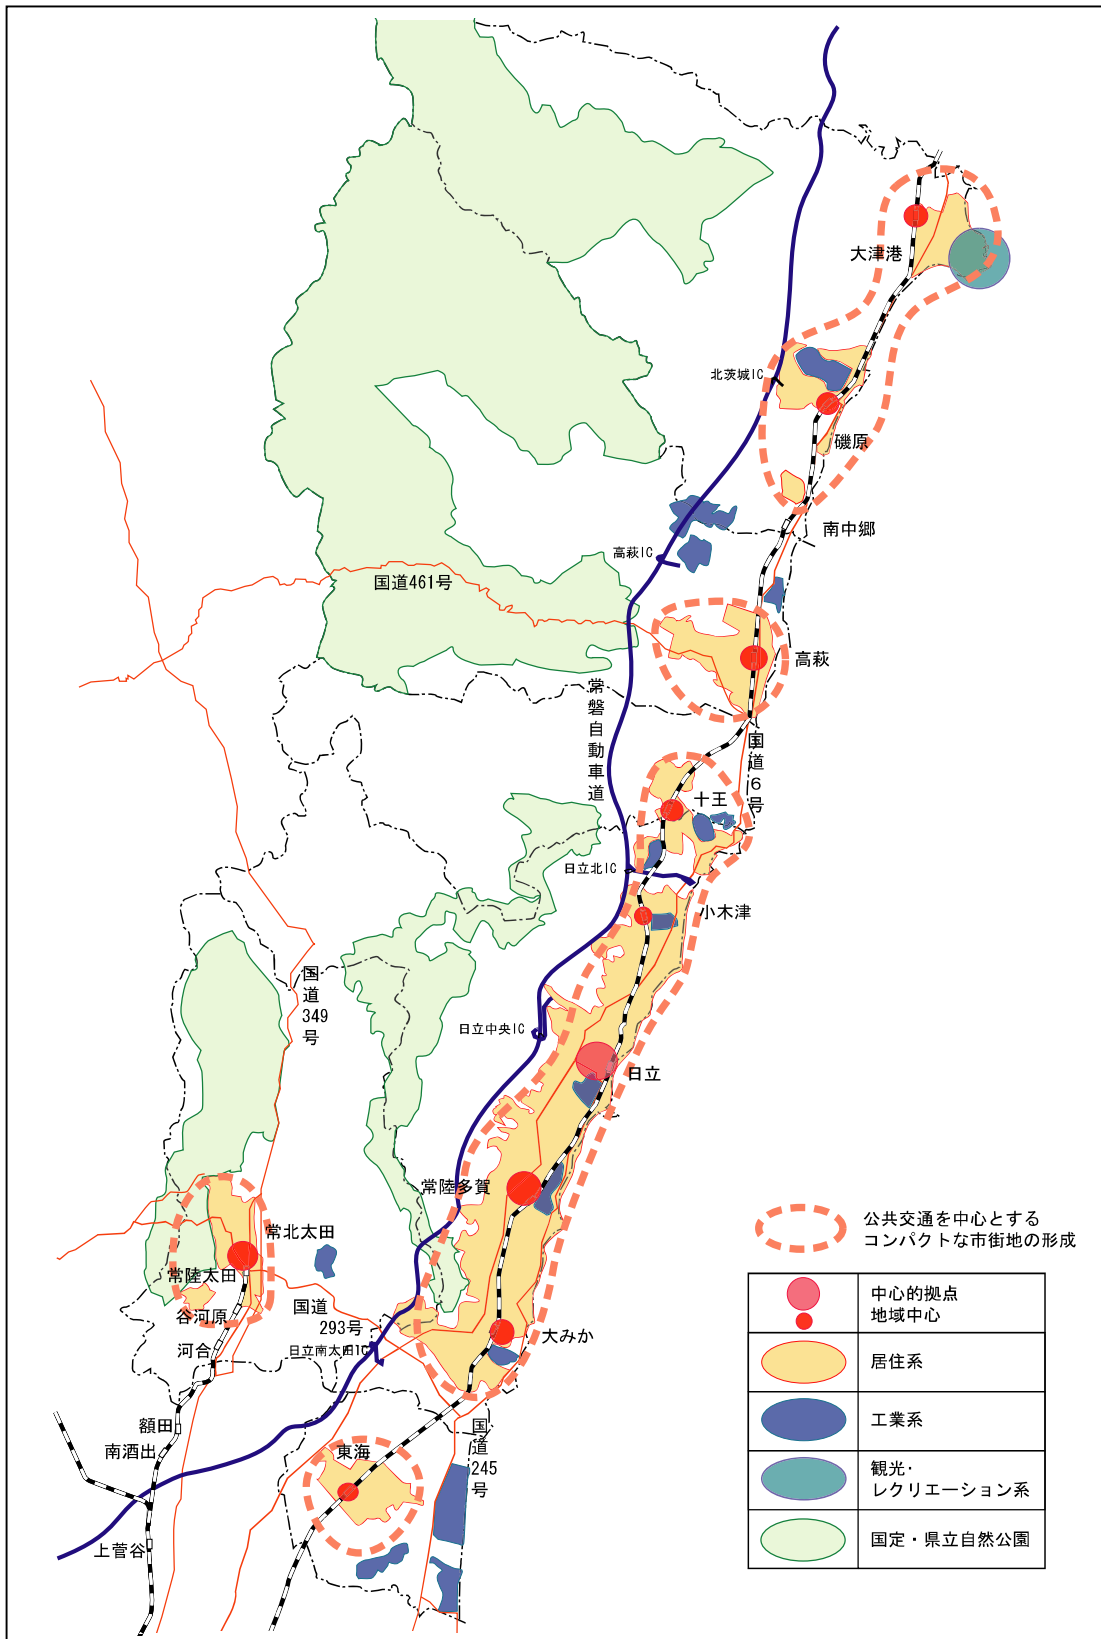 大津港
北茨城IC
磯原
南中郷
高萩IC
国道461号
高萩
常磐自動車道
国道6号
十王
日立北IC
小木津
国道349号
日立中央IC
日立
常陸多賀
常北太田
常陸太田
谷河原
国道
293号
河合
日立南太田IC
大みか
額田
南酒出
国道245号
東海
上菅谷
公共交通を中心とする
コンパクトな市街地の形成
中心的拠点
地域中心
居住系
工業系
観光・
レクリエーション系
国定・県立自然公園